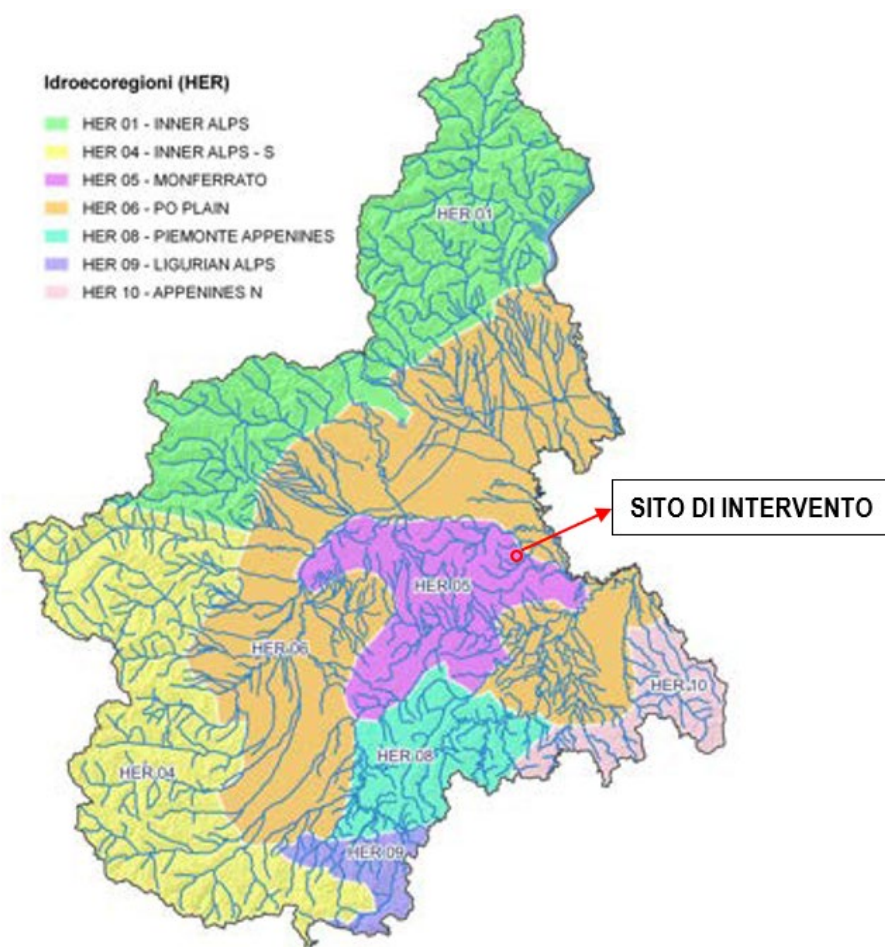 Idroecoregioni (HER)
HER 01 - INNER ALPS
HER 04 - INNER ALPS - S
HER 05 - MONFERRATO
HER 06 - PO PLAIN
HER 08 - PIEMONTE APPENINES
HER 09 - LIGURIAN ALPS
HER 10 - APPENINES N
HER 01
SITO DI INTERVENTO
HER 05
HER 06
HER 10
HER 08
HER 04
HER 09